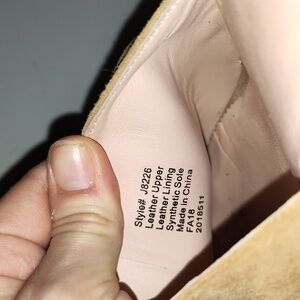 Style# J8226
Leather Upper
Leather Lining
Synthetic Sole
Made in China
FA18
2018511